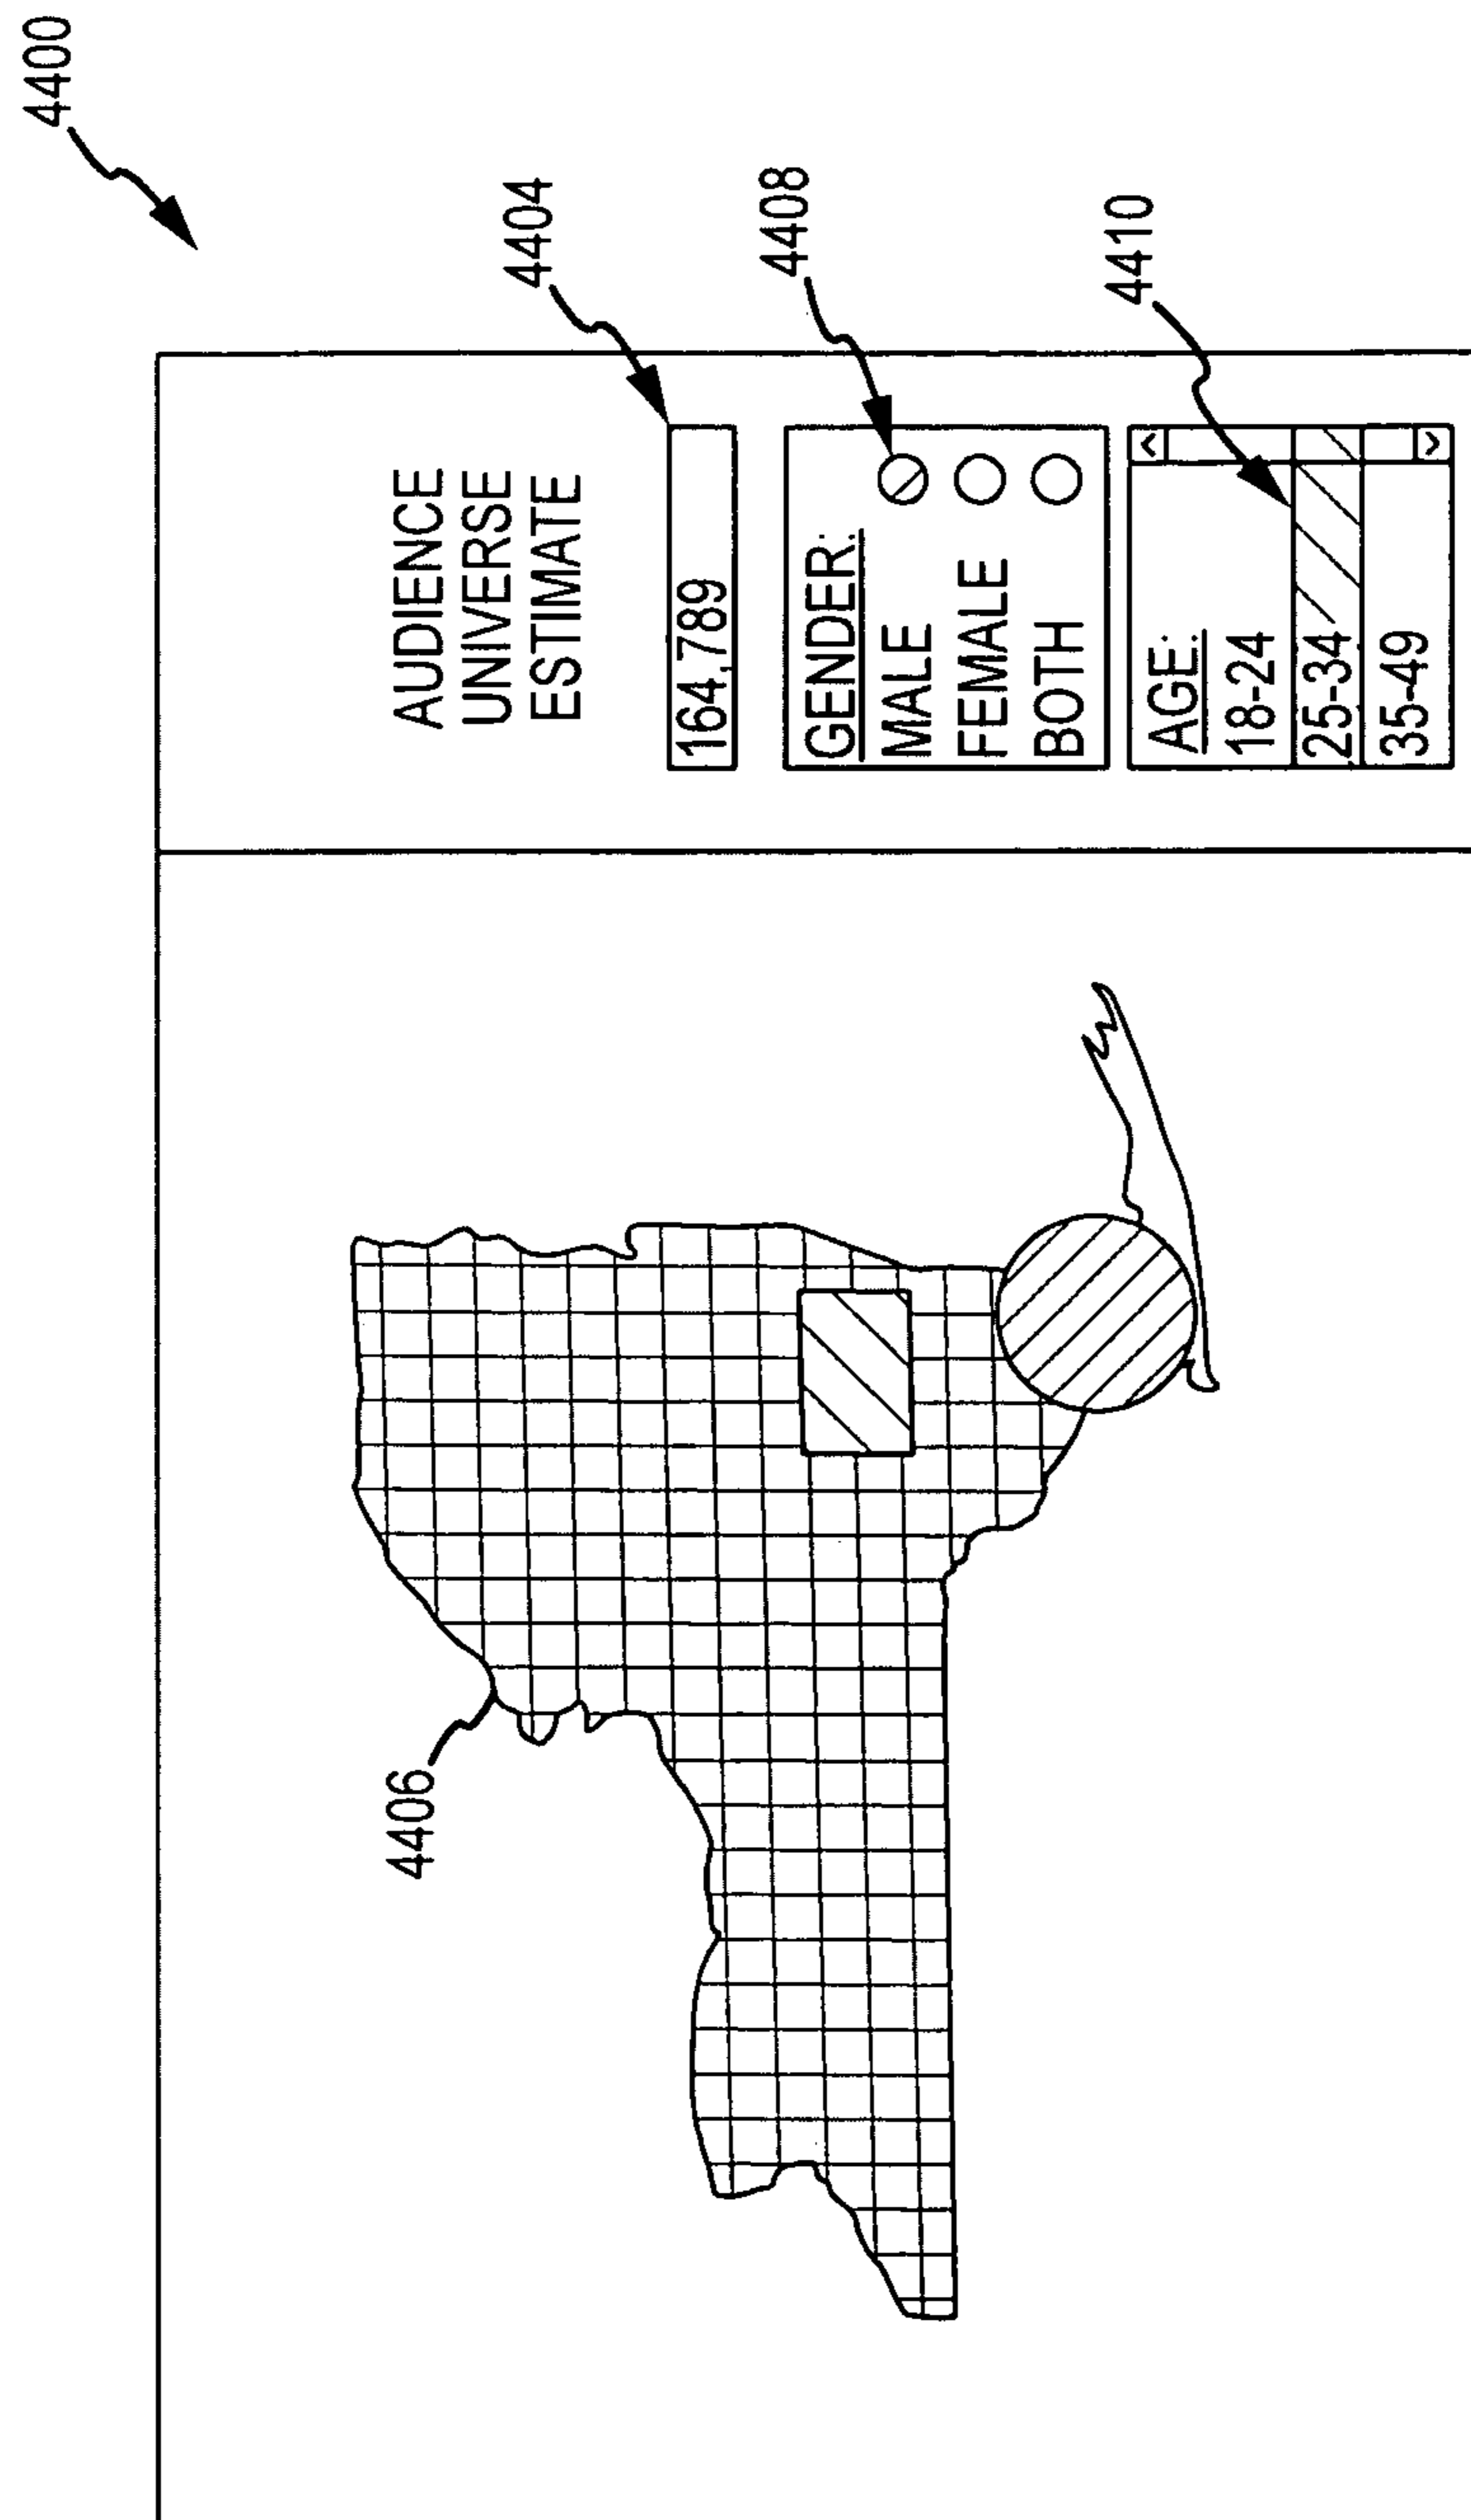 4400
AUDIENCE
UNIVERSE
ESTIMATE
4404
164,789
GENDER:
4408
MALE
FEMALE
BOTH
4410
AGE:
18-24
25-34
35-49
4406